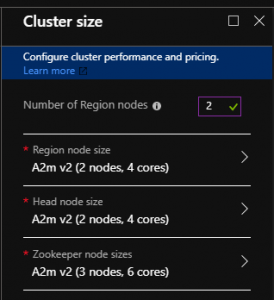 Cluster size
Configure cluster performance and pricing.
Learn more
Number of Region nodes
2
* Region node size
A2m v2 (2 nodes, 4 cores)
* Head node size
A2m v2 (2 nodes, 4 cores)
* Zookeeper node sizes
A2m v2 (3 nodes, 6 cores)